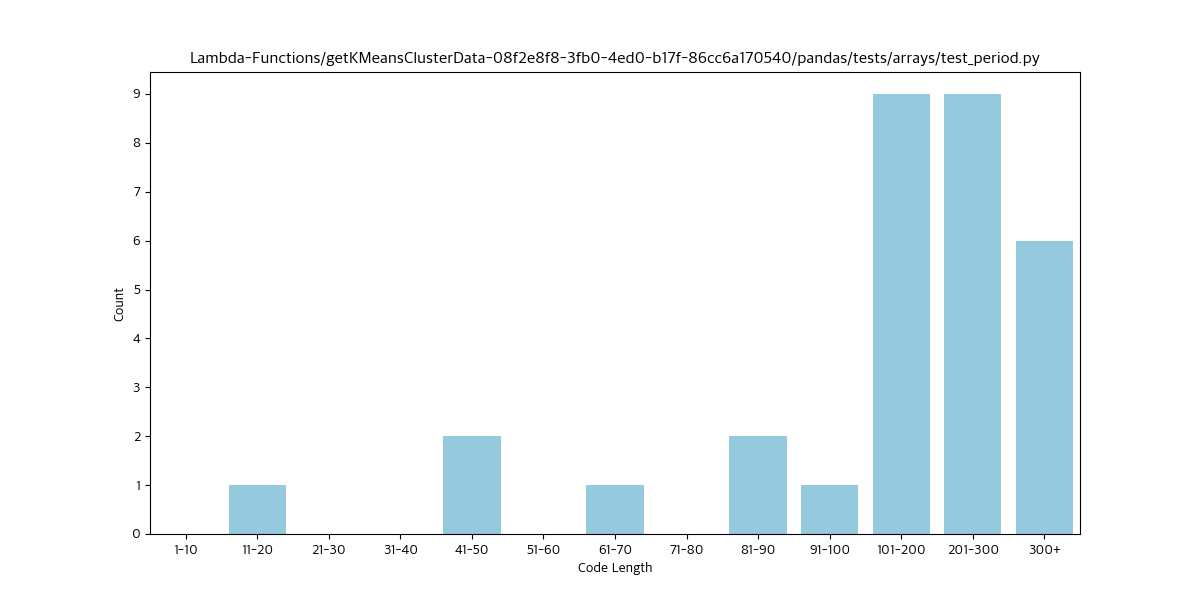 Lambda-Functions/getKMeansClusterData-08f2e8f8-3fb0-4ed0-b17f-86cc6a170540/pandas/tests/arrays/test_period.py
9
8
7
6
5
4
3
2
1
0
Count
1-10 11-20 21-30 31-40 41-50 51-60 61-70 71-80 81-90 91-100 101-200 201-300 300+
Code Length